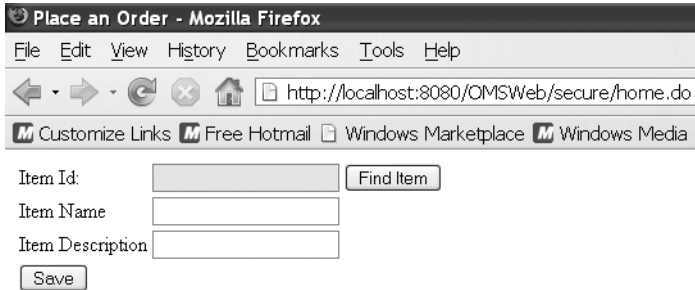 Place an Order - Mozilla Firefox
File Edit View History Bookmarks Tools Help
http://localhost:8080/OMSWeb/secure/home.do
Customize Links Free Hotmail Windows Marketplace Windows Media
Item Id: Find Item
Item Name
Item Description
Save